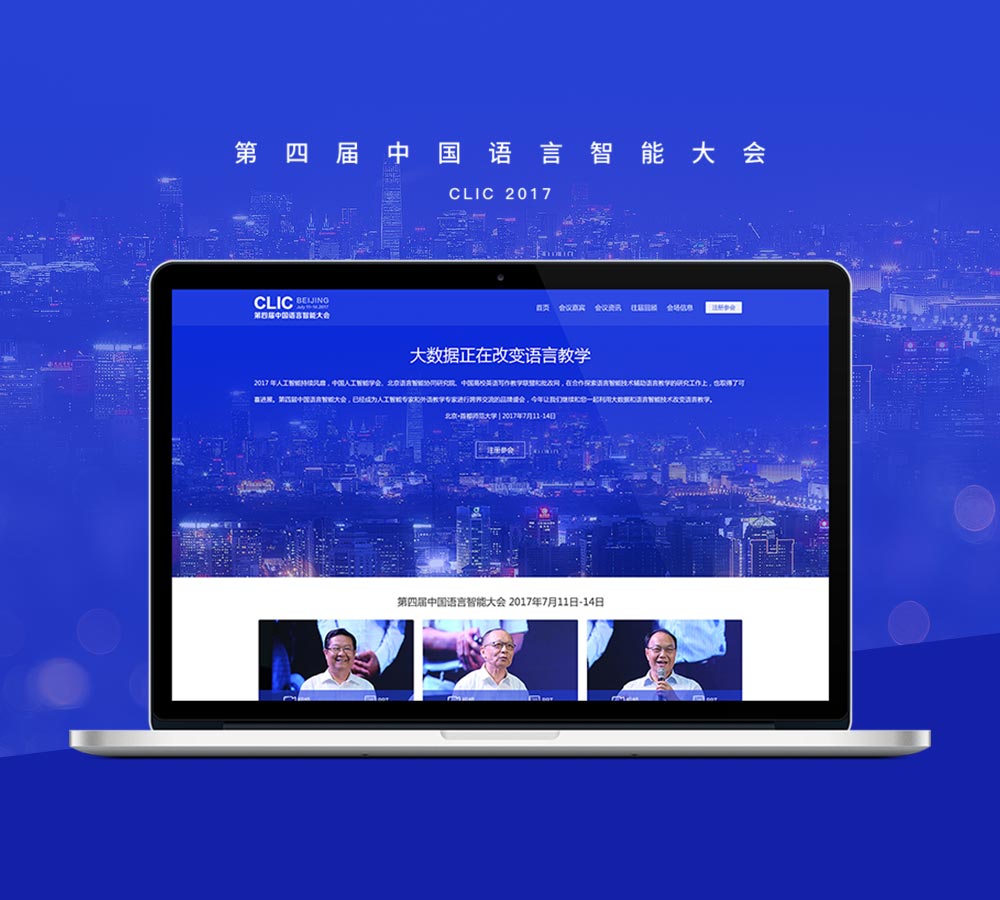 第四届中国语言智能大会
CLIC 2017
CLIC BEIJING
July 11-14, 2017
第四届中国语言智能大会
首页 会议嘉宾 会议资讯 往届回顾 会场信息 注册参会
大数据正在改变语言教学
2017 年人工智能持续风靡，中国人工智能学会、北京语言智能协同研究院、中国高校英语写作教学联盟和批改网，在合作探索语言智能技术辅助语言教学的研究工作上，也取得了可
喜进展。第四届中国语言智能大会，已经成为人工智能专家和外语教学专家进行跨界交流的品牌盛会，今年让我们继续和您一起利用大数据和语言智能技术改变语言教学。
北京•首都师范大学 | 2017年7月11-14日
注册参会
第四届中国语言智能大会 2017年7月11日-14日